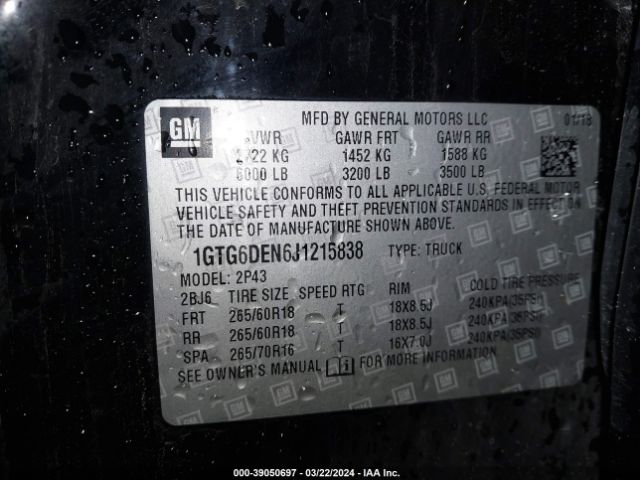 GM
MFD BY GENERAL MOTORS LLC 01/18
GVWR GAWR FRT GAWR RR
2722 KG 1452 KG 1588 KG
6000 LB 3200 LB 3500 LB
THIS VEHICLE CONFORMS TO ALL APPLICABLE U.S. FEDERAL MOTOR
VEHICLE SAFETY AND THEFT PREVENTION STANDARDS IN EFFECT ON
THE DATE OF MANUFACTURE SHOWN ABOVE.
1GTG6DEN6J1215838 TYPE: TRUCK
MODEL: 2P43
2BJ6 TIRE SIZE SPEED RTG RIM COLD TIRE PRESSURE
FRT 265/60R18 T 18X8.5J 240KPA(35PSI)
RR 265/60R18 T 18X8.5J 240KPA(35PSI)
SPA 265/70R16 T 16X7.0J 240KPA(35PSI)
SEE OWNER'S MANUAL FOR MORE INFORMATION
000-39050697 - 03/22/2024 - IAA Inc.